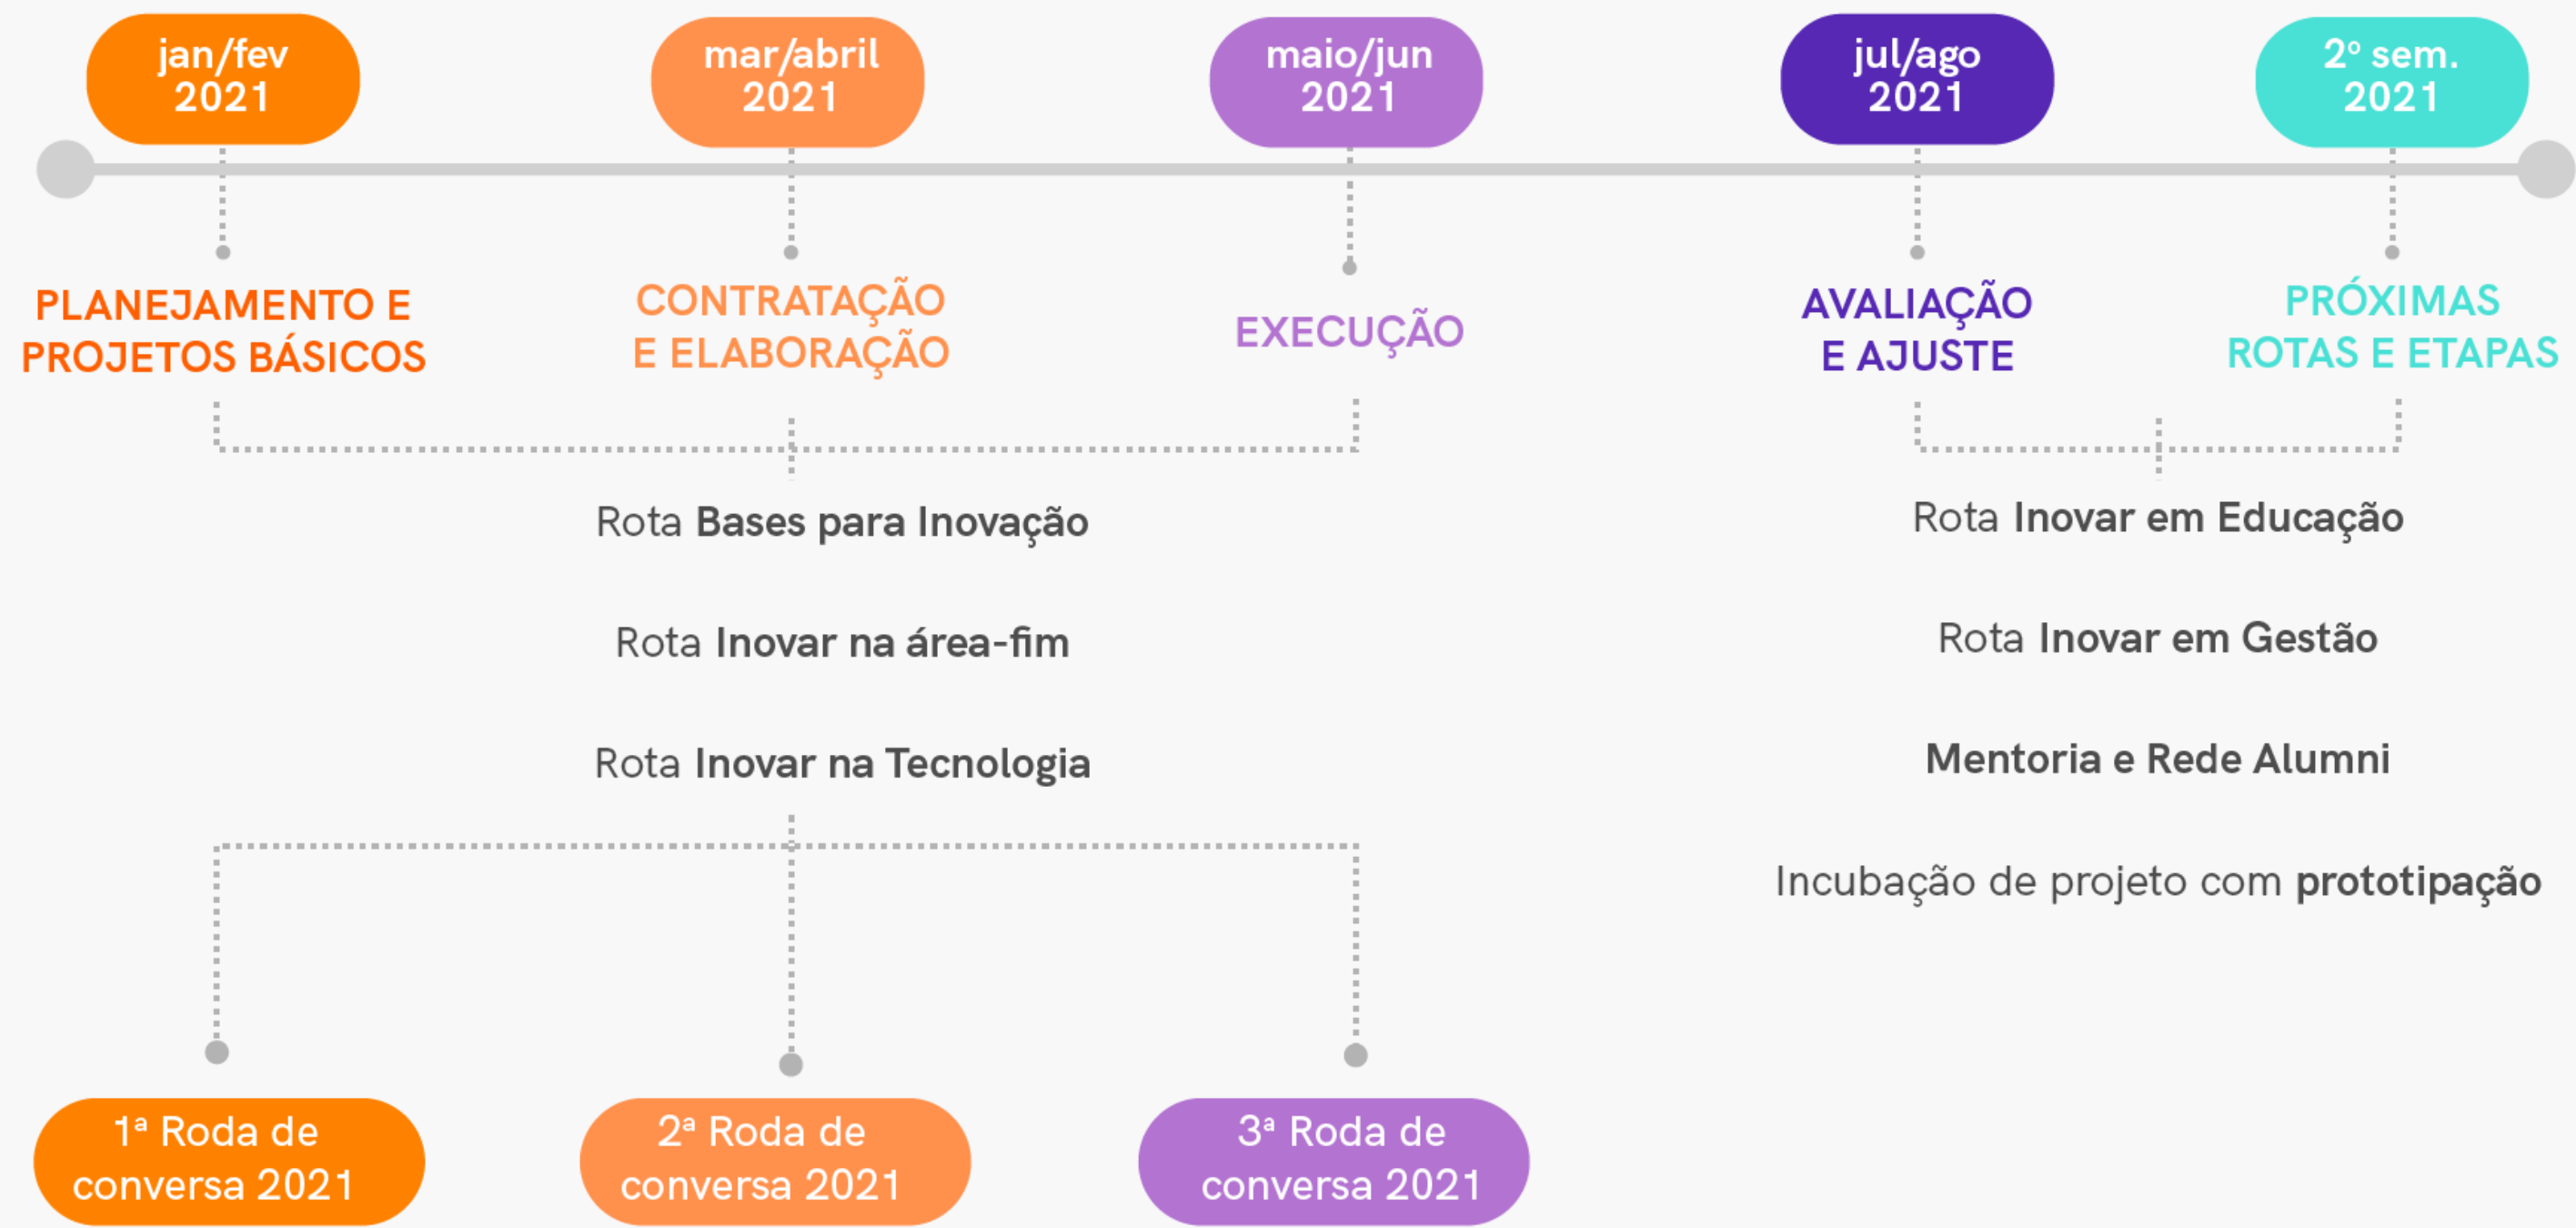 jan/fev
2021
mar/abril
2021
maio/jun
2021
jul/ago
2021
2º sem.
2021
PLANEJAMENTO E
PROJETOS BÁSICOS
CONTRATAÇÃO
E ELABORAÇÃO
EXECUÇÃO
AVALIAÇÃO
E AJUSTE
PRÓXIMAS
ROTAS E ETAPAS
Rota Bases para Inovação
Rota Inovar na área-fim
Rota Inovar na Tecnologia
Rota Inovar em Educação
Rota Inovar em Gestão
Mentoria e Rede Alumni
Incubação de projeto com prototipação
1ª Roda de
conversa 2021
2ª Roda de
conversa 2021
3ª Roda de
conversa 2021